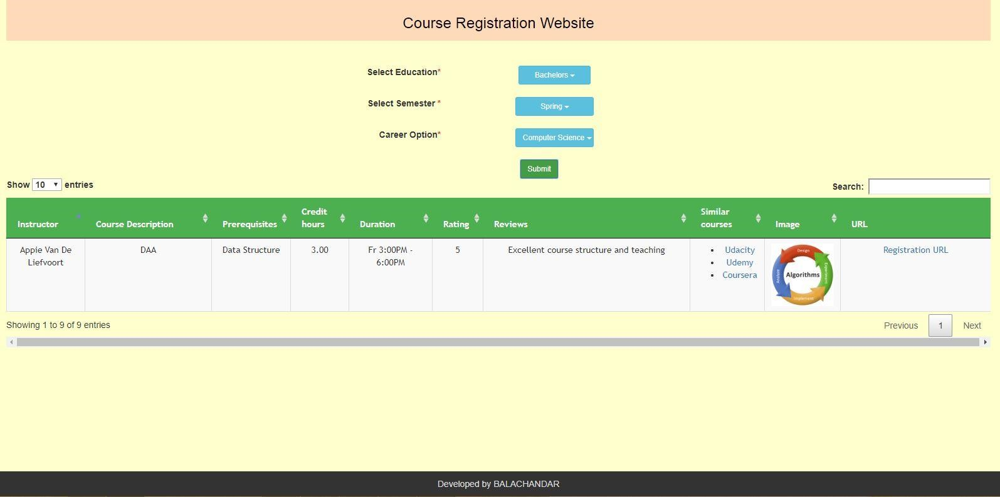 Course Registration Website
Select Education*
Bachelors
Select Semester *
Spring
Career Option*
Computer Science
Submit
Show 10 entries
Search:
Instructor
Course Description
Prerequisites
Credit
hours
Duration
Rating
Reviews
Similar
courses
Image
URL
Appie Van De
Liefvoort
DAA
Data Structure
3.00
Fr 3:00PM -
6:00PM
5
Excellent course structure and teaching
Udacity
Udemy
Coursera
Design
Experiment
Algorithms
Analyze
Implement
Registration URL
Showing 1 to 9 of 9 entries
Previous 1 Next
Developed by BALACHANDAR